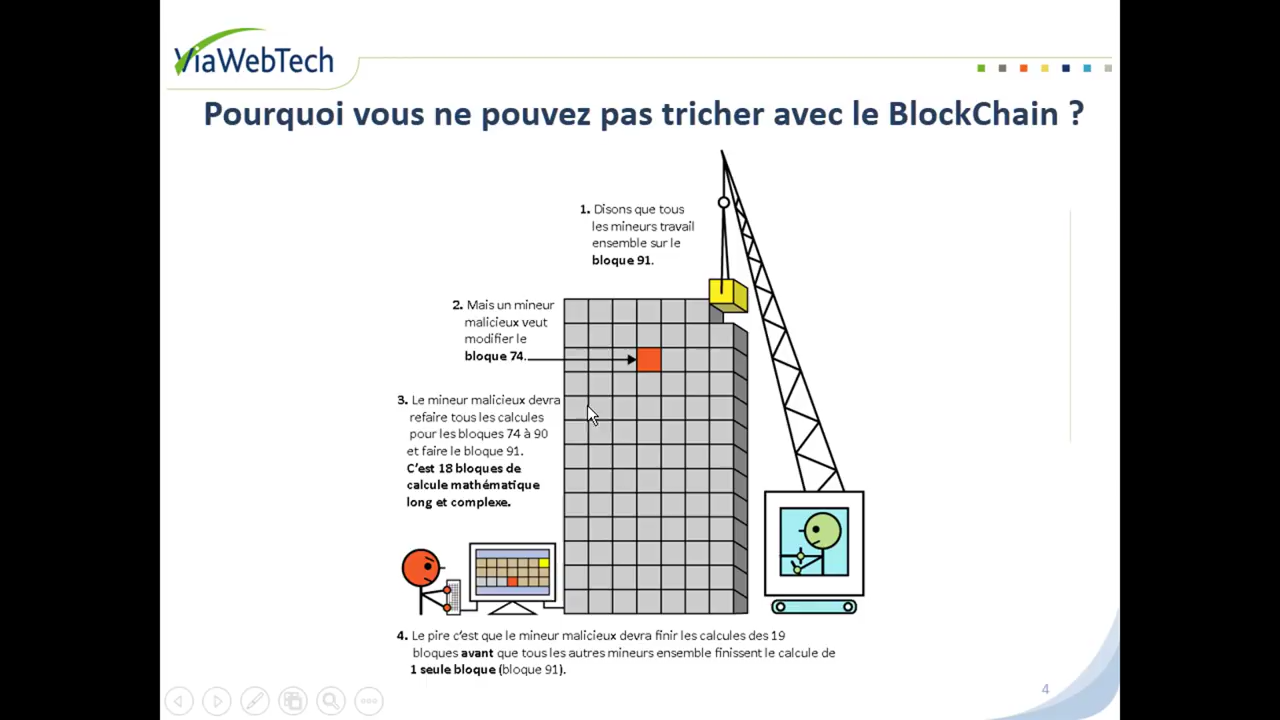 ViaWebTech
Pourquoi vous ne pouvez pas tricher avec le BlockChain ?
1. Disons que tous
les mineurs travail
ensemble sur le
bloque 91.
2. Mais un mineur
malicieux veut
modifier le
bloque 74.
3. Le mineur malicieux devra
refaire tous les calcules
pour les bloques 74 à 90
et faire le bloque 91.
C'est 18 bloques de
calcule mathématique
long et complexe.
4. Le pire c'est que le mineur malicieux devra finir les calcules des 19
bloques avant que tous les autres mineurs ensemble finissent le calcule de
1 seule bloque (bloque 91).
4